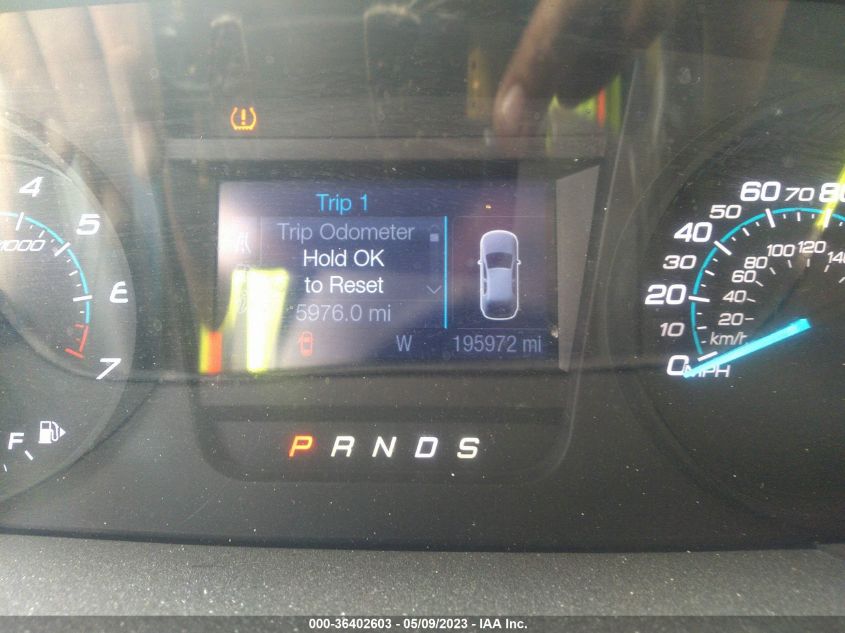 Trip 1
Trip Odometer
Hold OK
to Reset
5976.0 mi
W 195972 mi
4
5
6
7
1000
F
P R N D S
0 10 20 30 40 50 60 70 80
MPH
20 40 60 80 100 120 140
km/h
000-36402603 - 05/09/2023 - IAA Inc.